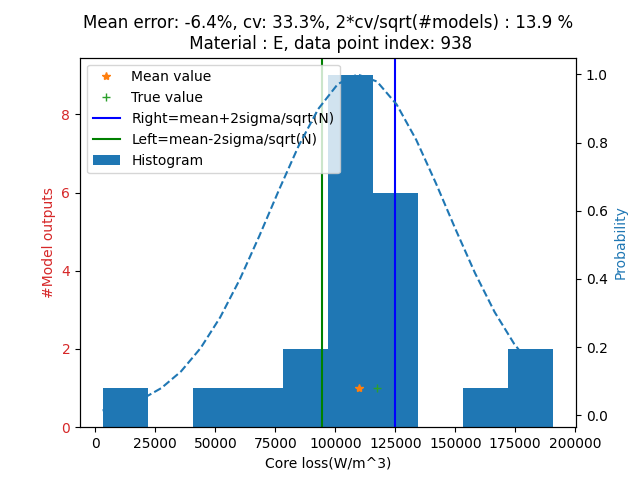 Mean error: -6.4%, cv: 33.3%, 2*cv/sqrt(#models) : 13.9 %
Material : E, data point index: 938
Mean value
True value
Right=mean+2sigma/sqrt(N)
Left=mean-2sigma/sqrt(N)
Histogram
#Model outputs
8
6
4
2
0
1.0
0.8
0.6
0.4
0.2
0.0
Probability
0 25000 50000 75000 100000 125000 150000 175000 200000
Core loss(W/m^3)